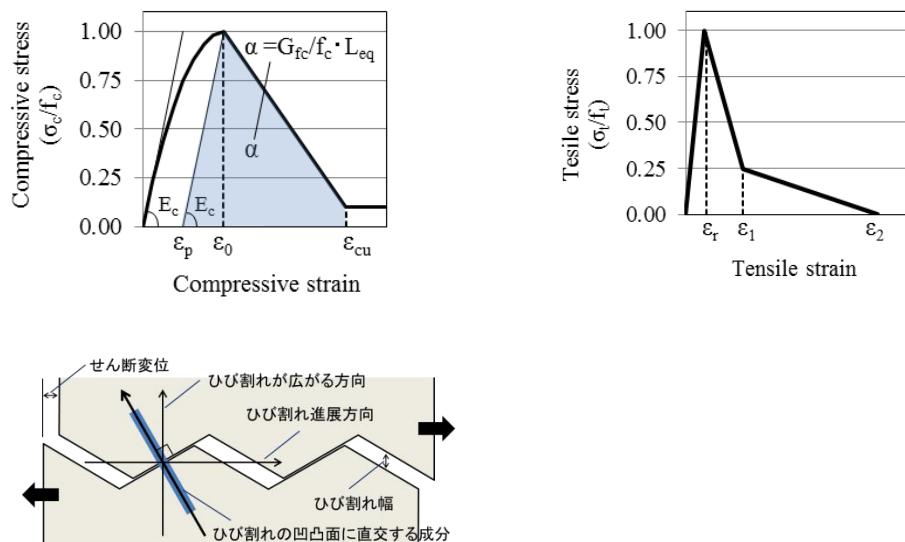 Compressive stress
(σc/fc)
1.00
0.75
0.50
0.25
0.00
α =Gfc/fc・Leq
α
Ec
Ec
εp
ε0
εcu
Compressive strain
Tesile stress
(σt/ft)
1.00
0.75
0.50
0.25
0.00
εr
ε1
ε2
Tensile strain
せん断変位
ひび割れが広がる方向
ひび割れ進展方向
ひび割れ幅
ひび割れの凹凸面に直交する成分